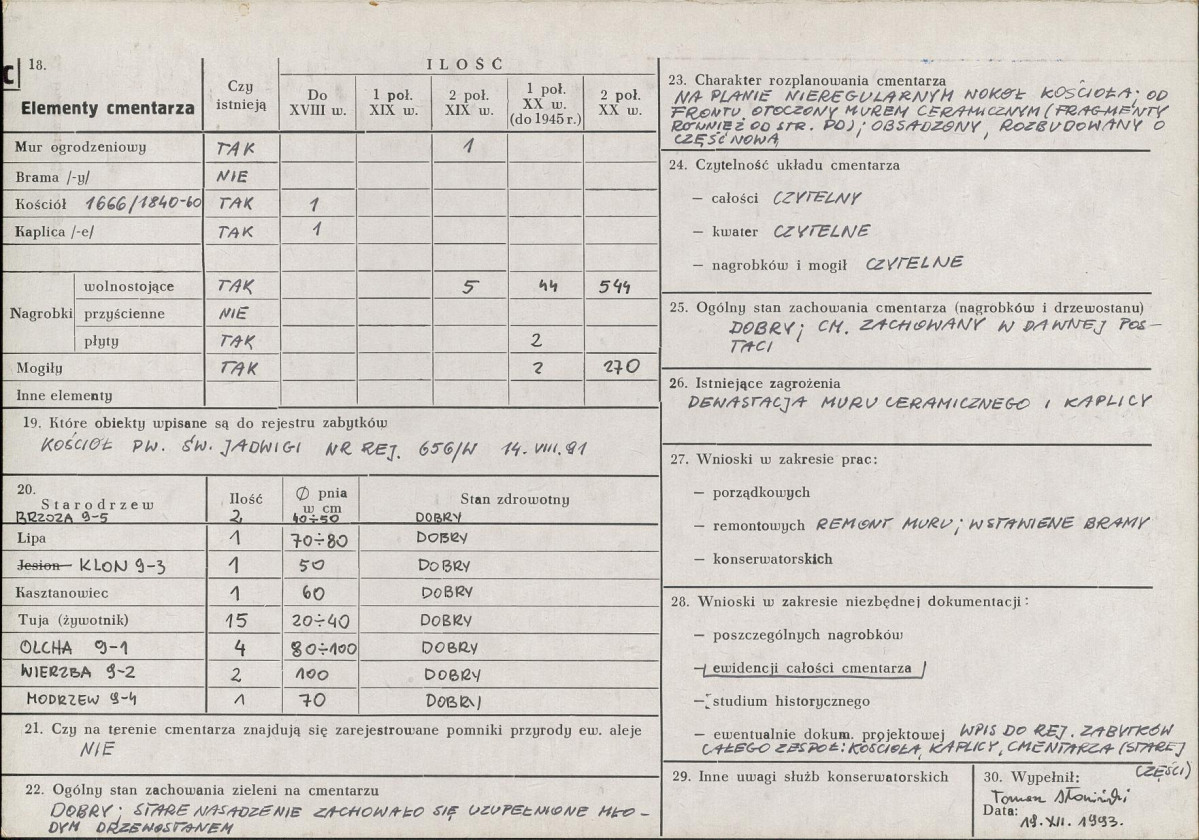 C
18.
Elementy cmentarza
Czy istnieją
ILOŚĆ
Do XVIII w.
1 poł. XIX w.
2 poł. XIX w.
1 poł. XX w. (do 1945 r.)
2 poł. XX w.
Mur ogrodzeniowy TAK 1
Brama /-y/ NIE
Kościół 1666/1840-60 TAK 1
Kaplica /-e/ TAK 1
Nagrobki
wolnostojące TAK 5 44 544
przyścienne NIE
płyty TAK 2
Mogiły TAK 2 270
Inne elementy
19. Które obiekty wpisane są do rejestru zabytków
KOŚCIÓŁ PW. ŚW. JADWIGI NR REJ. 656/W 14. VIII. 81
20.
Starodrzew Ilość Ø pnia w cm Stan zdrowotny
BRZOZA 9-5 2 40÷50 DOBRY
Lipa 1 70÷80 DOBRY
Jesion KLON 9-3 1 50 DOBRY
Kasztanowiec 1 60 DOBRY
Tuja (żywotnik) 15 20÷40 DOBRY
OLCHA 9-1 4 80÷100 DOBRY
WIERZBA 9-2 2 100 DOBRY
MODRZEW 9-4 1 70 DOBRY
21. Czy na terenie cmentarza znajdują się zarejestrowane pomniki przyrody ew. aleje
NIE
22. Ogólny stan zachowania zieleni na cmentarzu
DOBRY; STARE NASADZENIE ZACHOWAŁO SIĘ UZUPEŁNIONE MŁO-
DYM DRZEWOSTANEM
23. Charakter rozplanowania cmentarza
NA PLANIE NIEREGULARNYM WOKÓŁ KOŚCIOŁA; OD
FRONTU OTOCZONY MUREM CERAMICZNYM (FRAGMENTY
RÓWNIEŻ OD STR. PD); OBSADZONY, ROZBUDOWANY O
CZĘŚĆ NOWĄ
24. Czytelność układu cmentarza
— całości CZYTELNY
— kwater CZYTELNE
— nagrobków i mogił CZYTELNE
25. Ogólny stan zachowania cmentarza (nagrobków i drzewostanu)
DOBRY; CM. ZACHOWANY W DAWNEJ POS-
TACI
26. Istniejące zagrożenia
DEWASTACJA MURU CERAMICZNEGO I KAPLICY
27. Wnioski w zakresie prac:
— porządkowych
— remontowych REMONT MURU; WSTAWIENE BRAMY
— konserwatorskich
28. Wnioski w zakresie niezbędnej dokumentacji:
— poszczególnych nagrobków
— ewidencji całości cmentarza
— studium historycznego
— ewentualnie dokum. projektowej WPIS DO REJ. ZABYTKÓW
CAŁEGO ZESPOŁ: KOŚCIOŁA, KAPLICY, CMENTARZA (STAREJ
CZĘŚCI)
29. Inne uwagi służb konserwatorskich
30. Wypełnił:
Tomasz
Data: 19. XII. 1993.